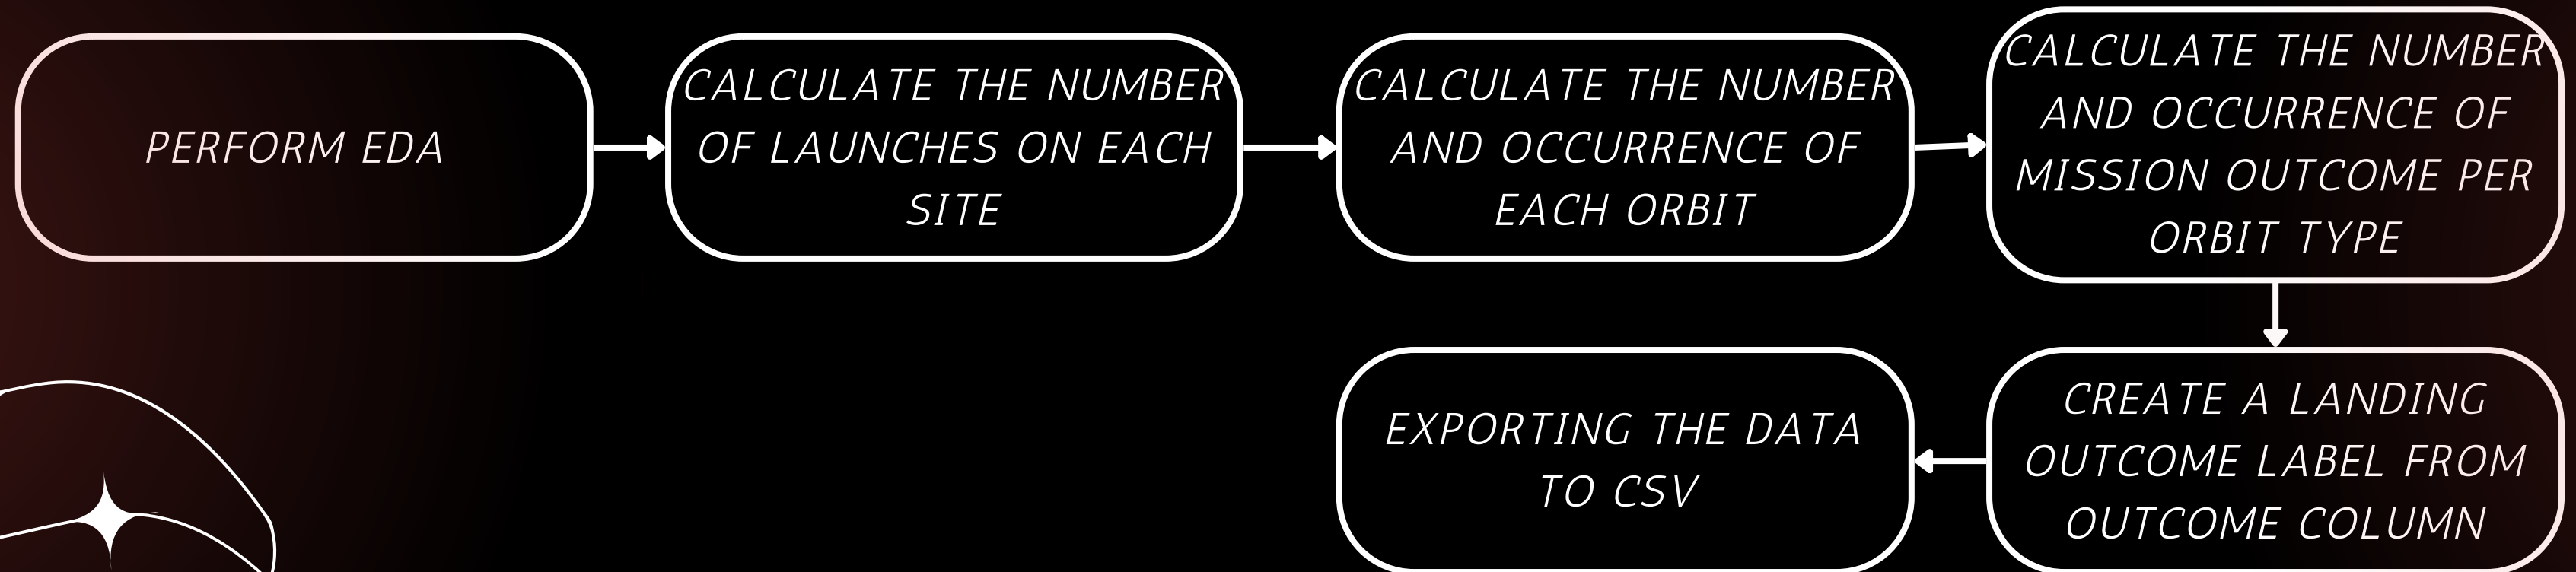 PERFORM EDA
CALCULATE THE NUMBER
OF LAUNCHES ON EACH
SITE
CALCULATE THE NUMBER
AND OCCURRENCE OF
EACH ORBIT
CALCULATE THE NUMBER
AND OCCURRENCE OF
MISSION OUTCOME PER
ORBIT TYPE
CREATE A LANDING
OUTCOME LABEL FROM
OUTCOME COLUMN
EXPORTING THE DATA
TO CSV